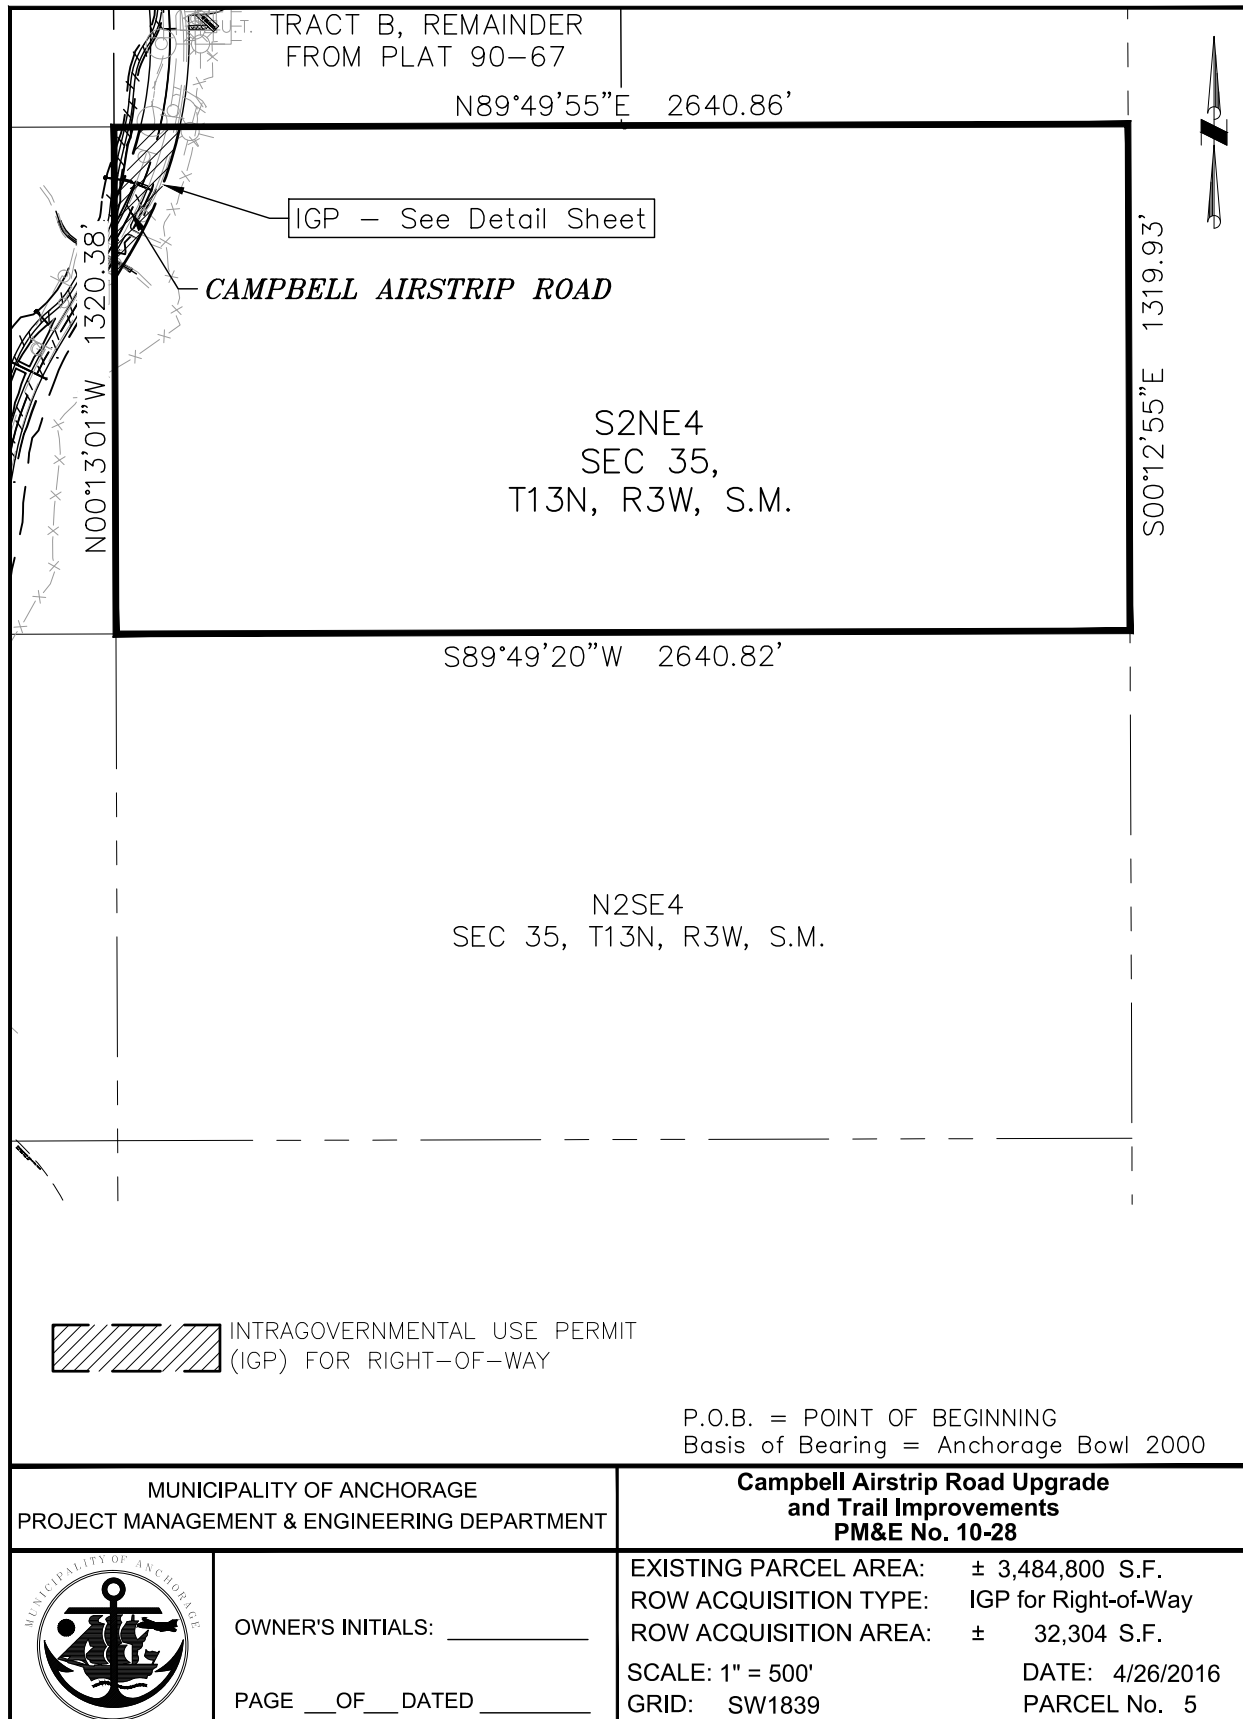 U.T.
TRACT B, REMAINDER
FROM PLAT 90-67
N89°49'55"E 2640.86'
IGP - See Detail Sheet
CAMPBELL AIRSTRIP ROAD
N00°13'01"W 1320.38'
S00°12'55"E 1319.93'
S2NE4
SEC 35,
T13N, R3W, S.M.
S89°49'20"W 2640.82'
N2SE4
SEC 35, T13N, R3W, S.M.
INTRAGOVERNMENTAL USE PERMIT
(IGP) FOR RIGHT-OF-WAY
P.O.B. = POINT OF BEGINNING
Basis of Bearing = Anchorage Bowl 2000
MUNICIPALITY OF ANCHORAGE
PROJECT MANAGEMENT & ENGINEERING DEPARTMENT
Campbell Airstrip Road Upgrade
and Trail Improvements
PM&E No. 10-28
MUNICIPALITY OF ANCHORAGE
OWNER'S INITIALS: ___________
PAGE __OF__ DATED _________
EXISTING PARCEL AREA: ± 3,484,800 S.F.
ROW ACQUISITION TYPE: IGP for Right-of-Way
ROW ACQUISITION AREA: ± 32,304 S.F.
SCALE: 1" = 500' DATE: 4/26/2016
GRID: SW1839 PARCEL No. 5